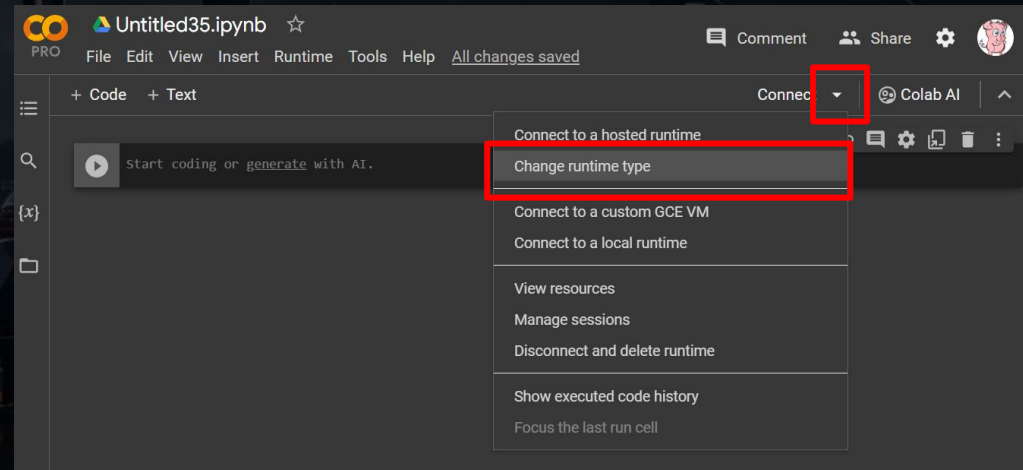 Untitled35.ipynb
PRO
File Edit View Insert Runtime Tools Help All changes saved
Comment Share
+ Code + Text
Connect
Colab AI
Start coding or generate with AI.
{x}
Connect to a hosted runtime
Change runtime type
Connect to a custom GCE VM
Connect to a local runtime
View resources
Manage sessions
Disconnect and delete runtime
Show executed code history
Focus the last run cell